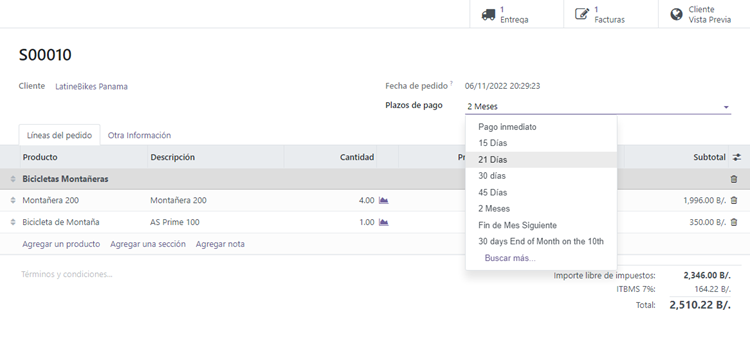 1
Entrega
1
Facturas
Cliente
Vista Previa
S00010
Cliente LatineBikes Panama
Fecha de pedido ? 06/11/2022 20:29:23
Plazos de pago 2 Meses
Pago inmediato
15 Días
21 Días
30 días
45 Días
2 Meses
Fin de Mes Siguiente
30 days End of Month on the 10th
Buscar más...
Líneas del pedido Otra Información
Producto Descripción Cantidad Pr Subtotal
Bicicletas Montañeras
Montañera 200 Montañera 200 4.00 1,996.00 B/.
Bicicleta de Montaña AS Prime 100 1.00 350.00 B/.
Agregar un producto Agregar una sección Agregar nota
Términos y condiciones...
Importe libre de impuestos: 2,346.00 B/.
ITBMS 7%: 164.22 B/.
Total: 2,510.22 B/.